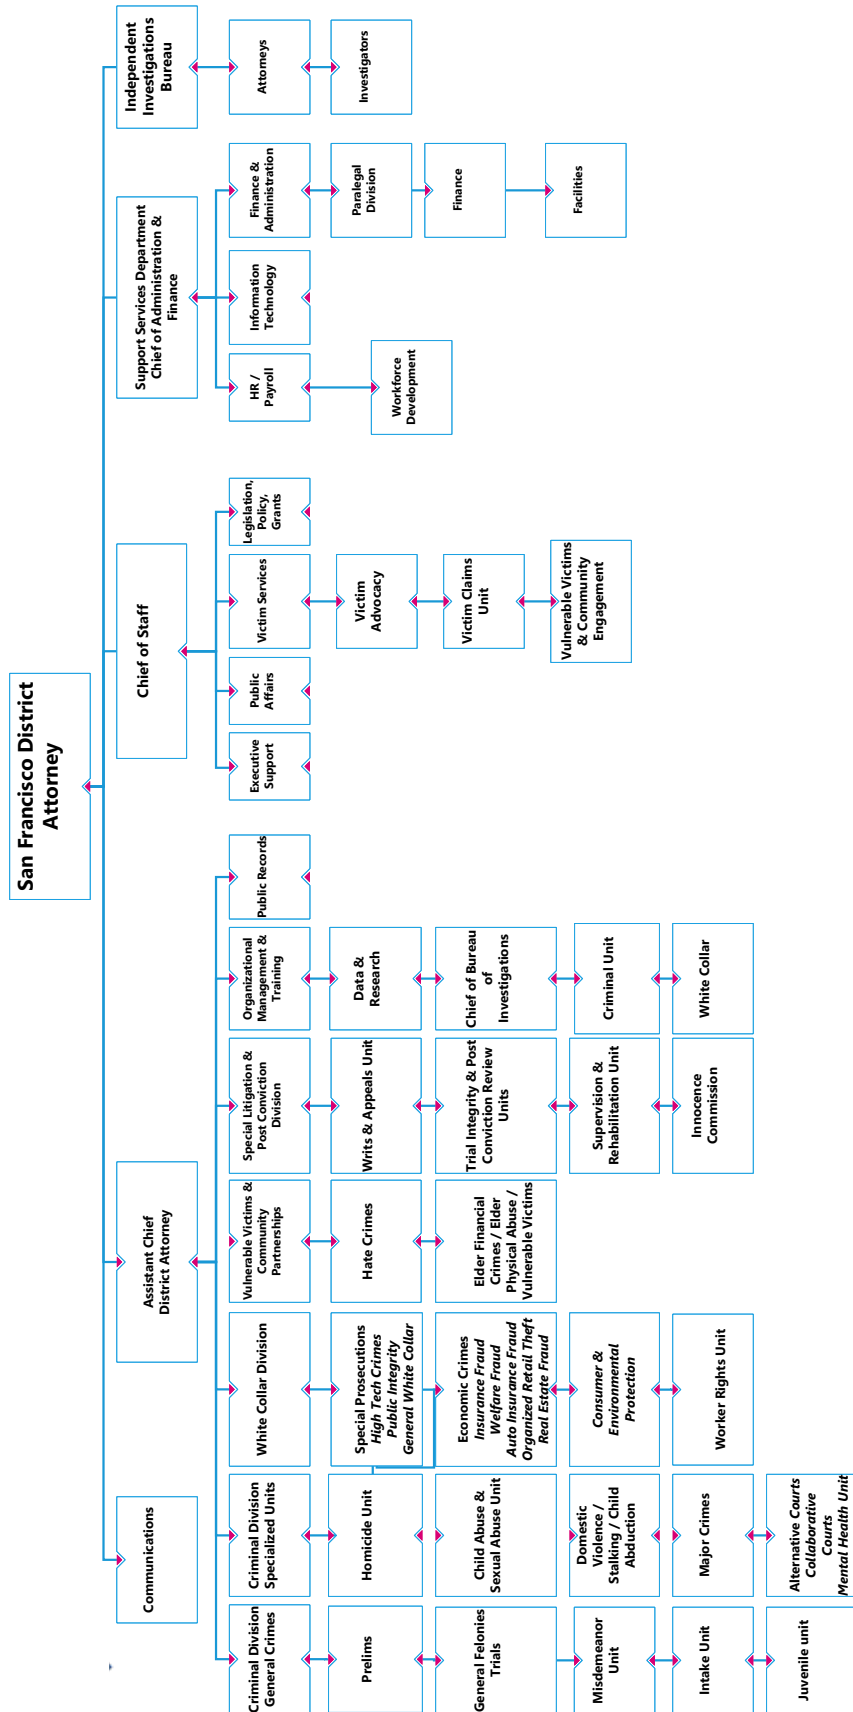 San Francisco District
Attorney
Communications
Assistant Chief
District Attorney
Chief of Staff
Support Services Department
Chief of Administration &
Finance
Independent
Investigations
Bureau
Criminal Division
General Crimes
Criminal Division
Specialized Units
White Collar Division
Vulnerable Victims &
Community
Partnerships
Special Litigation &
Post Conviction
Division
Organizational
Management &
Training
Public Records
Executive
Support
Public
Affairs
Victim Services
Legislation,
Policy,
Grants
HR /
Payroll
Information
Technology
Finance &
Administration
Attorneys
Prelims
Homicide Unit
Special Prosecutions
High Tech Crimes
Public Integrity
General White Collar
Hate Crimes
Writs & Appeals Unit
Data &
Research
Victim
Advocacy
Workforce
Development
Paralegal
Division
Investigators
General Felonies
Trials
Child Abuse &
Sexual Abuse Unit
Economic Crimes
Insurance Fraud
Welfare Fraud
Auto Insurance Fraud
Organized Retail Theft
Real Estate Fraud
Elder Financial
Crimes / Elder
Physical Abuse /
Vulnerable Victims
Trial Integrity & Post
Conviction Review
Units
Chief of Bureau
of
Investigations
Victim Claims
Unit
Finance
Misdemeanor
Unit
Domestic
Violence /
Stalking / Child
Abduction
Consumer &
Environmental
Protection
Supervision &
Rehabilitation Unit
Criminal Unit
Vulnerable Victims
& Community
Engagement
Facilities
Intake Unit
Major Crimes
Worker Rights Unit
Innocence
Commission
White Collar
Juvenile unit
Alternative Courts
Collaborative
Courts
Mental Health Unit